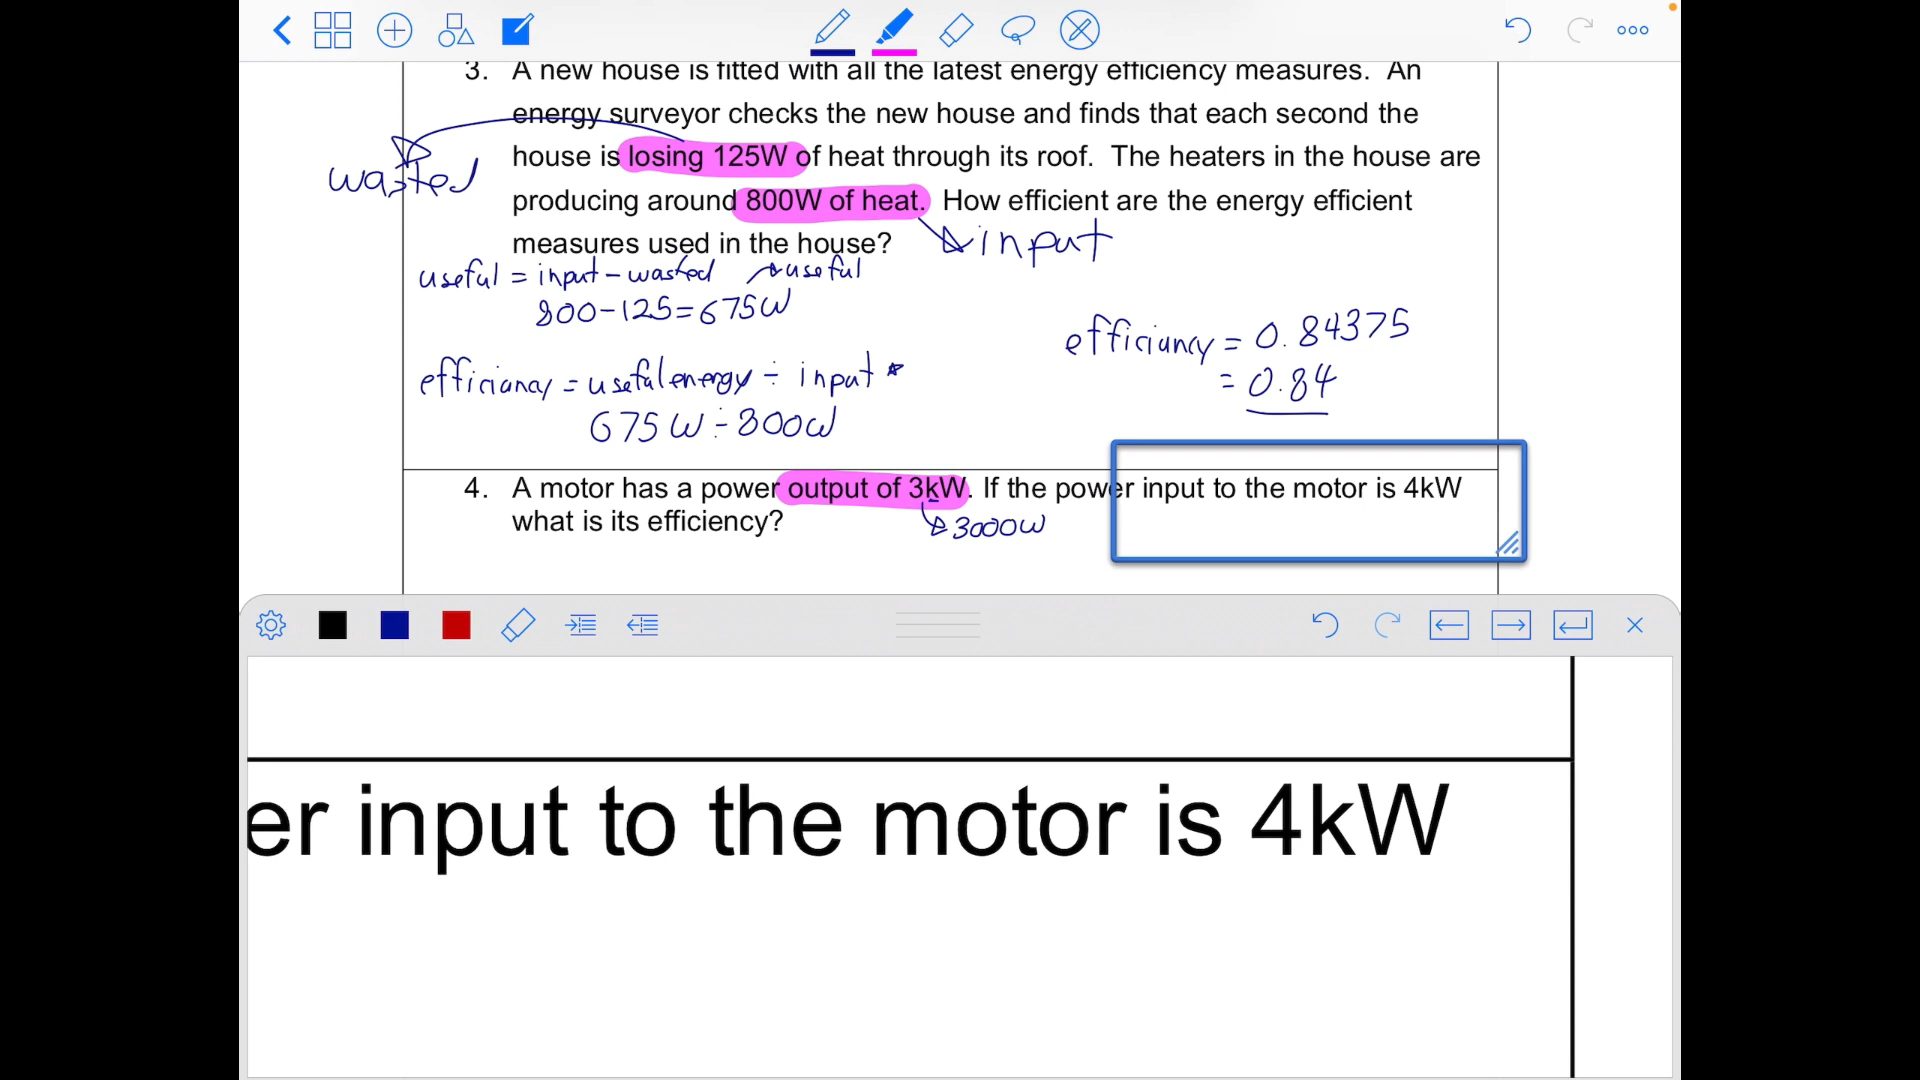 3. A new house is fitted with all the latest energy efficiency measures. An
energy surveyor checks the new house and finds that each second the
house is losing 125W of heat through its roof. The heaters in the house are
wasted
producing around 800W of heat. How efficient are the energy efficient
measures used in the house?
input
useful = input - wasted
useful
800-125=675W
efficiancy = 0.84375
= 0.84
efficiancy = useful energy ÷ input *
675W ÷ 800W
4. A motor has a power output of 3kW. If the power input to the motor is 4kW
what is its efficiency?
3000W
er input to the motor is 4kW